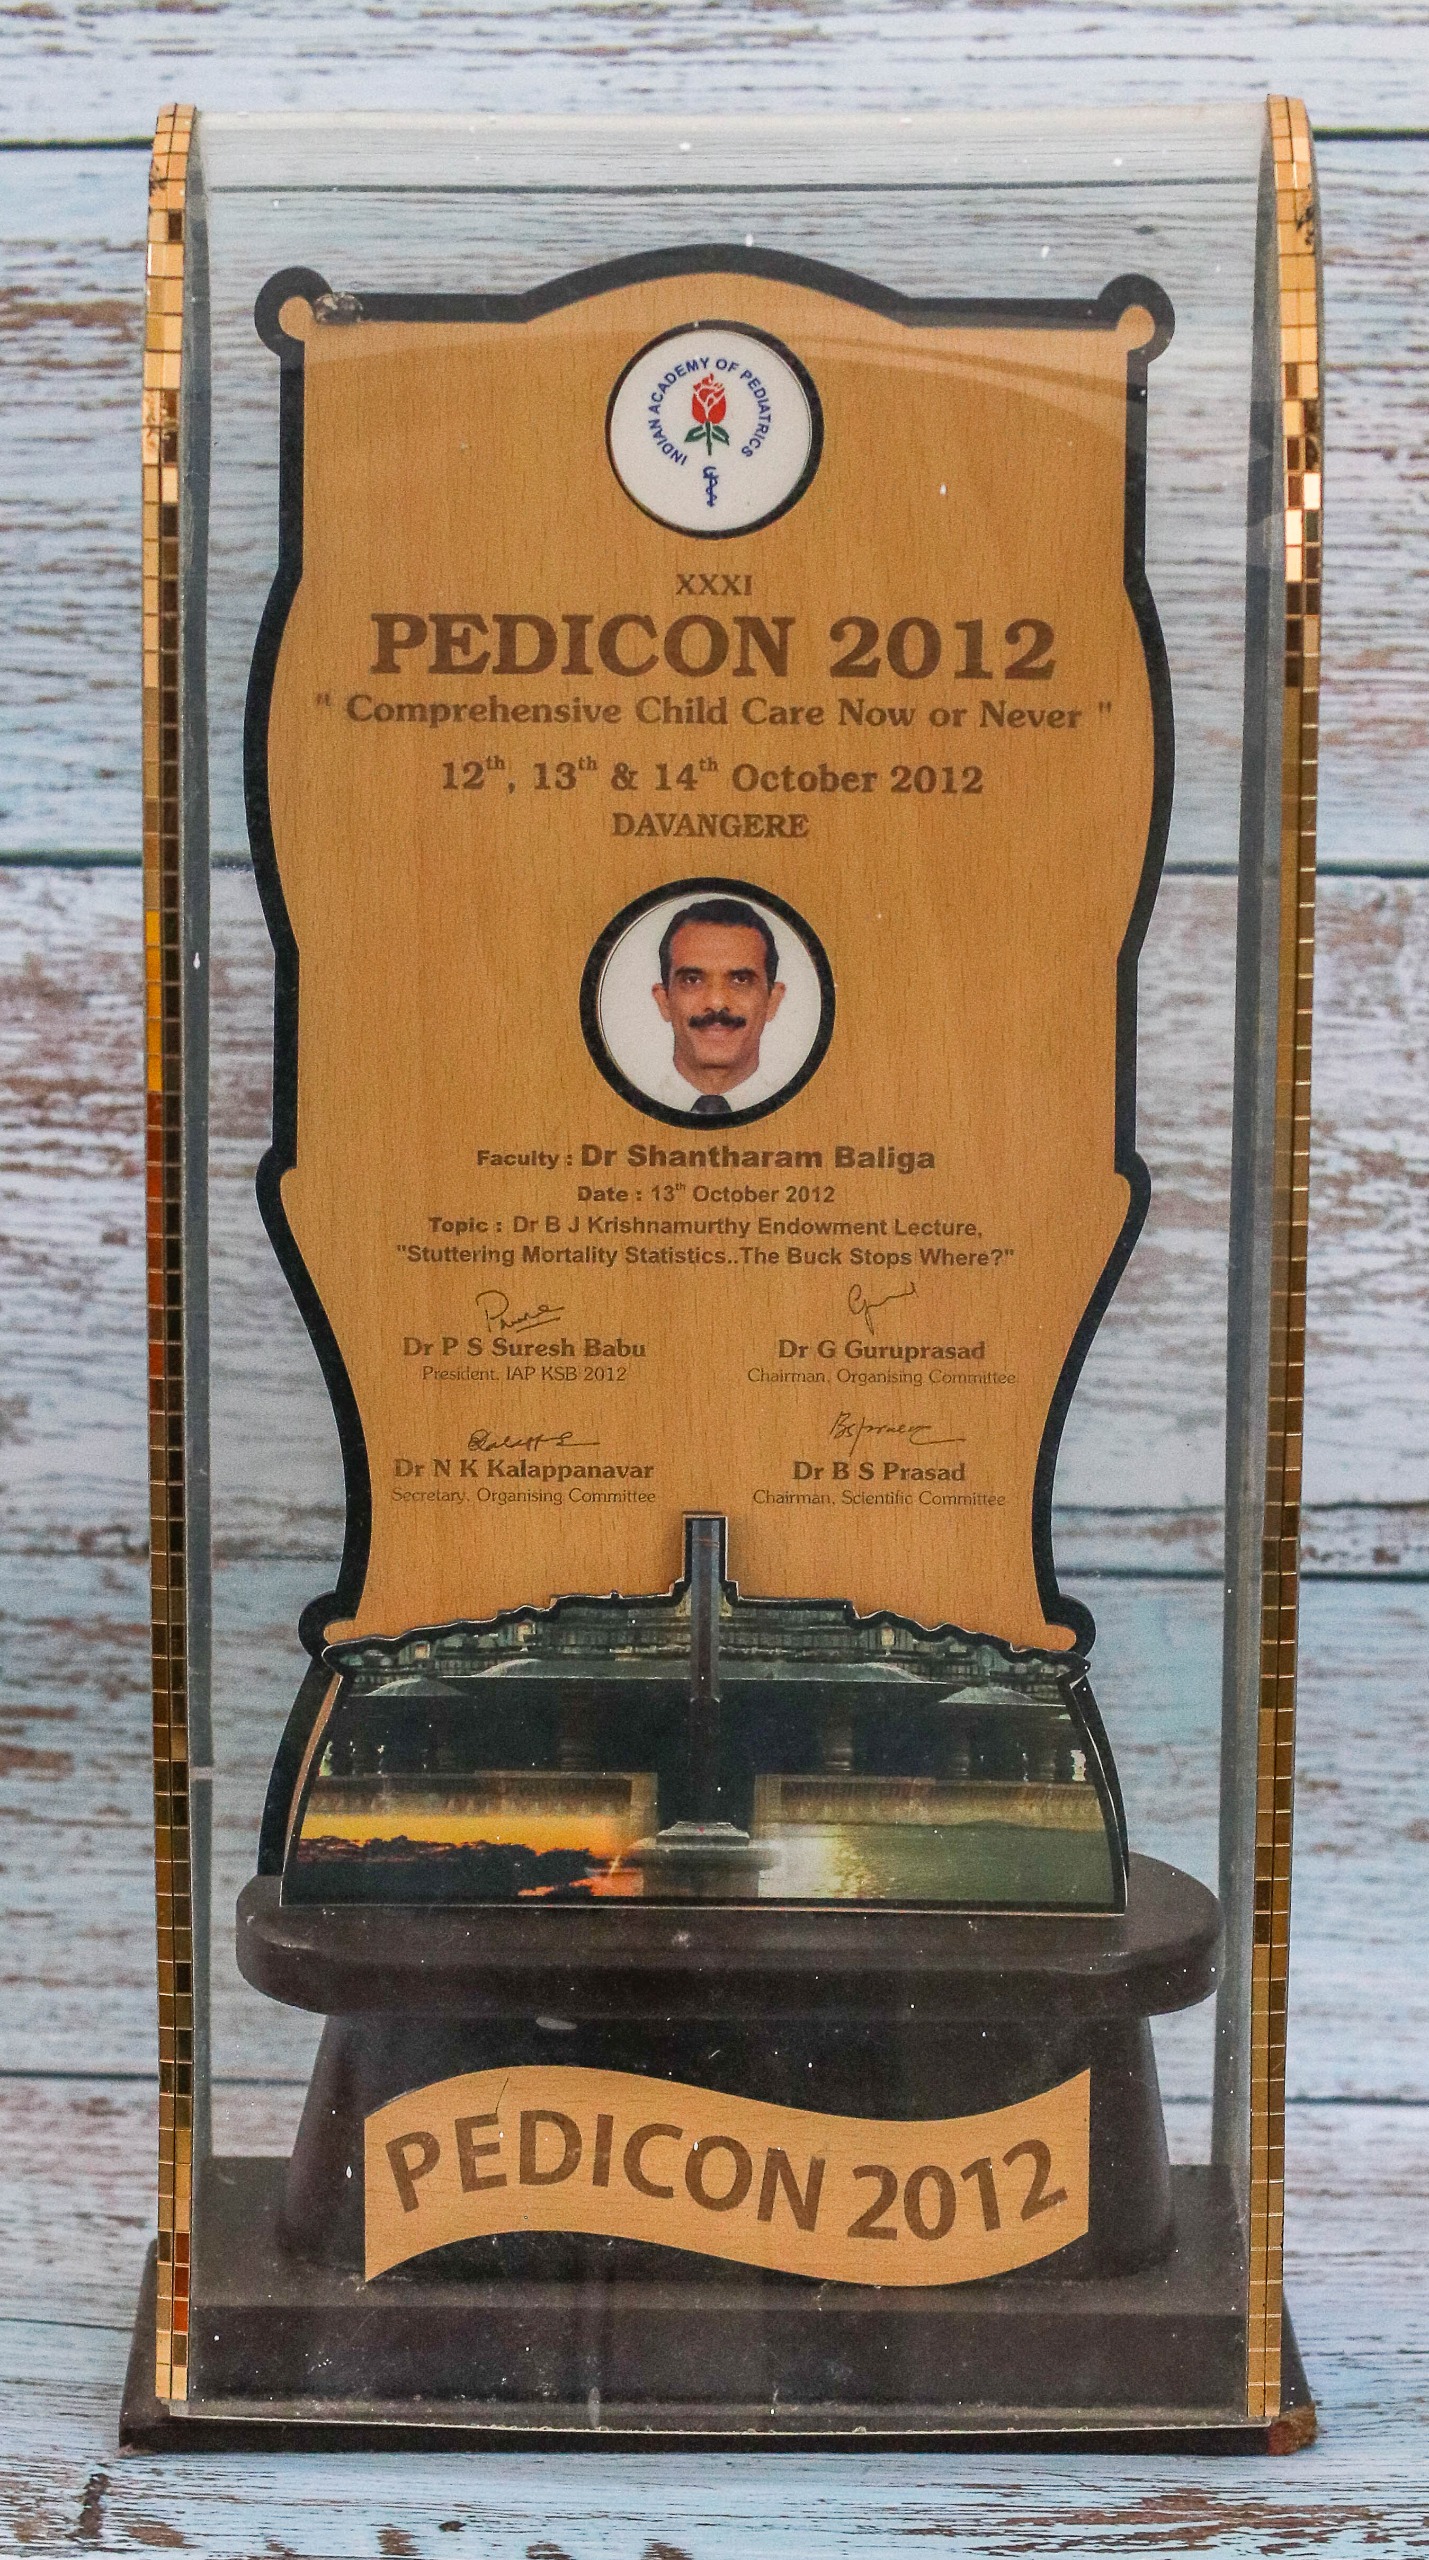 INDIAN ACADEMY OF PEDIATRICS
XXXI
PEDICON 2012
" Comprehensive Child Care Now or Never "
12th, 13th & 14th October 2012
DAVANGERE
Faculty : Dr Shantharam Baliga
Date : 13th October 2012
Topic : Dr B J Krishnamurthy Endowment Lecture,
"Stuttering Mortality Statistics..The Buck Stops Where?"
Dr P S Suresh Babu
President, IAP KSB 2012
Dr G Guruprasad
Chairman, Organising Committee
Dr N K Kalappanavar
Secretary, Organising Committee
Dr B S Prasad
Chairman, Scientific Committee
PEDICON 2012